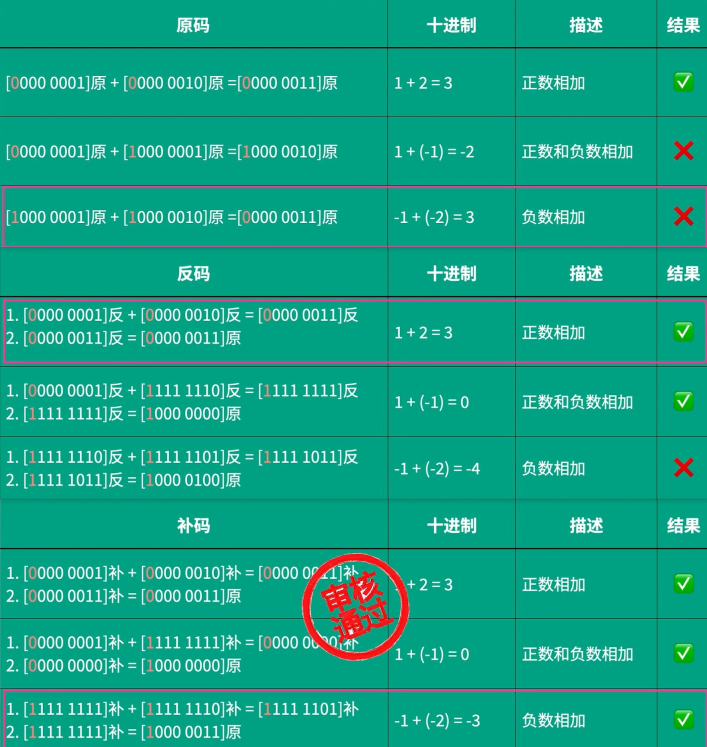 原码 十进制 描述 结果
[0000 0001]原 + [0000 0010]原 =[0000 0011]原 1 + 2 = 3 正数相加 ✅
[0000 0001]原 + [1000 0001]原 =[1000 0010]原 1 + (-1) = -2 正数和负数相加 ❌
[1000 0001]原 + [1000 0010]原 =[0000 0011]原 -1 + (-2) = 3 负数相加 ❌
反码 十进制 描述 结果
1. [0000 0001]反 + [0000 0010]反 = [0000 0011]反
2. [0000 0011]反 = [0000 0011]原
1 + 2 = 3 正数相加 ✅
1. [0000 0001]反 + [1111 1110]反 = [1111 1111]反
2. [1111 1111]反 = [1000 0000]原
1 + (-1) = 0 正数和负数相加 ✅
1. [1111 1110]反 + [1111 1101]反 = [1111 1011]反
2. [1111 1011]反 = [1000 0100]原
-1 + (-2) = -4 负数相加 ❌
补码 十进制 描述 结果
1. [0000 0001]补 + [0000 0010]补 = [0000 0011]补
2. [0000 0011]补 = [0000 0011]原
1 + 2 = 3 正数相加 ✅
审核
通过
1. [0000 0001]补 + [1111 1111]补 = [0000 0000]补
2. [0000 0000]补 = [1000 0000]原
1 + (-1) = 0 正数和负数相加 ✅
1. [1111 1111]补 + [1111 1110]补 = [1111 1101]补
2. [1111 1111]补 = [1000 0011]原
-1 + (-2) = -3 负数相加 ✅